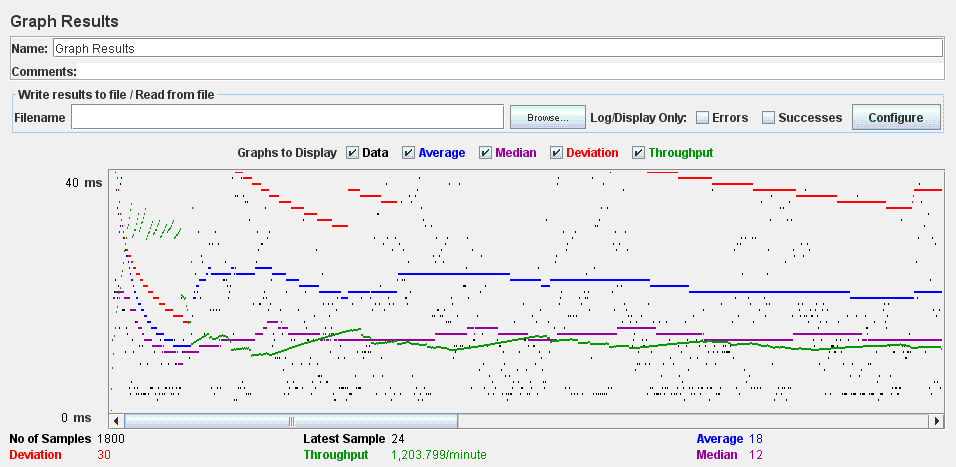 Graph Results
Name: Graph Results
Comments:
Write results to file / Read from file
Filename Browse... Log/Display Only: Errors Successes Configure
Graphs to Display Data Average Median Deviation Throughput
40 ms
0 ms
No of Samples 1800 Latest Sample 24 Average 18
Deviation 30 Throughput 1,203.799/minute Median 12